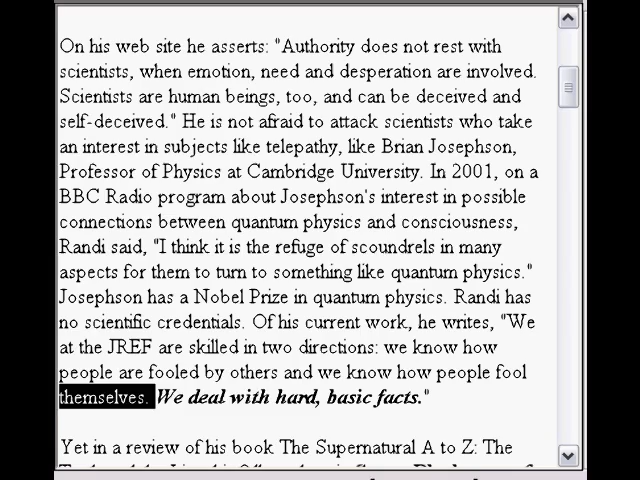 On his web site he asserts: "Authority does not rest with
scientists, when emotion, need and desperation are involved.
Scientists are human beings, too, and can be deceived and
self-deceived." He is not afraid to attack scientists who take
an interest in subjects like telepathy, like Brian Josephson,
Professor of Physics at Cambridge University. In 2001, on a
BBC Radio program about Josephson's interest in possible
connections between quantum physics and consciousness,
Randi said, "I think it is the refuge of scoundrels in many
aspects for them to turn to something like quantum physics."
Josephson has a Nobel Prize in quantum physics. Randi has
no scientific credentials. Of his current work, he writes, "We
at the JREF are skilled in two directions: we know how
people are fooled by others and we know how people fool
themselves. We deal with hard, basic facts."
Yet in a review of his book The Supernatural A to Z: The